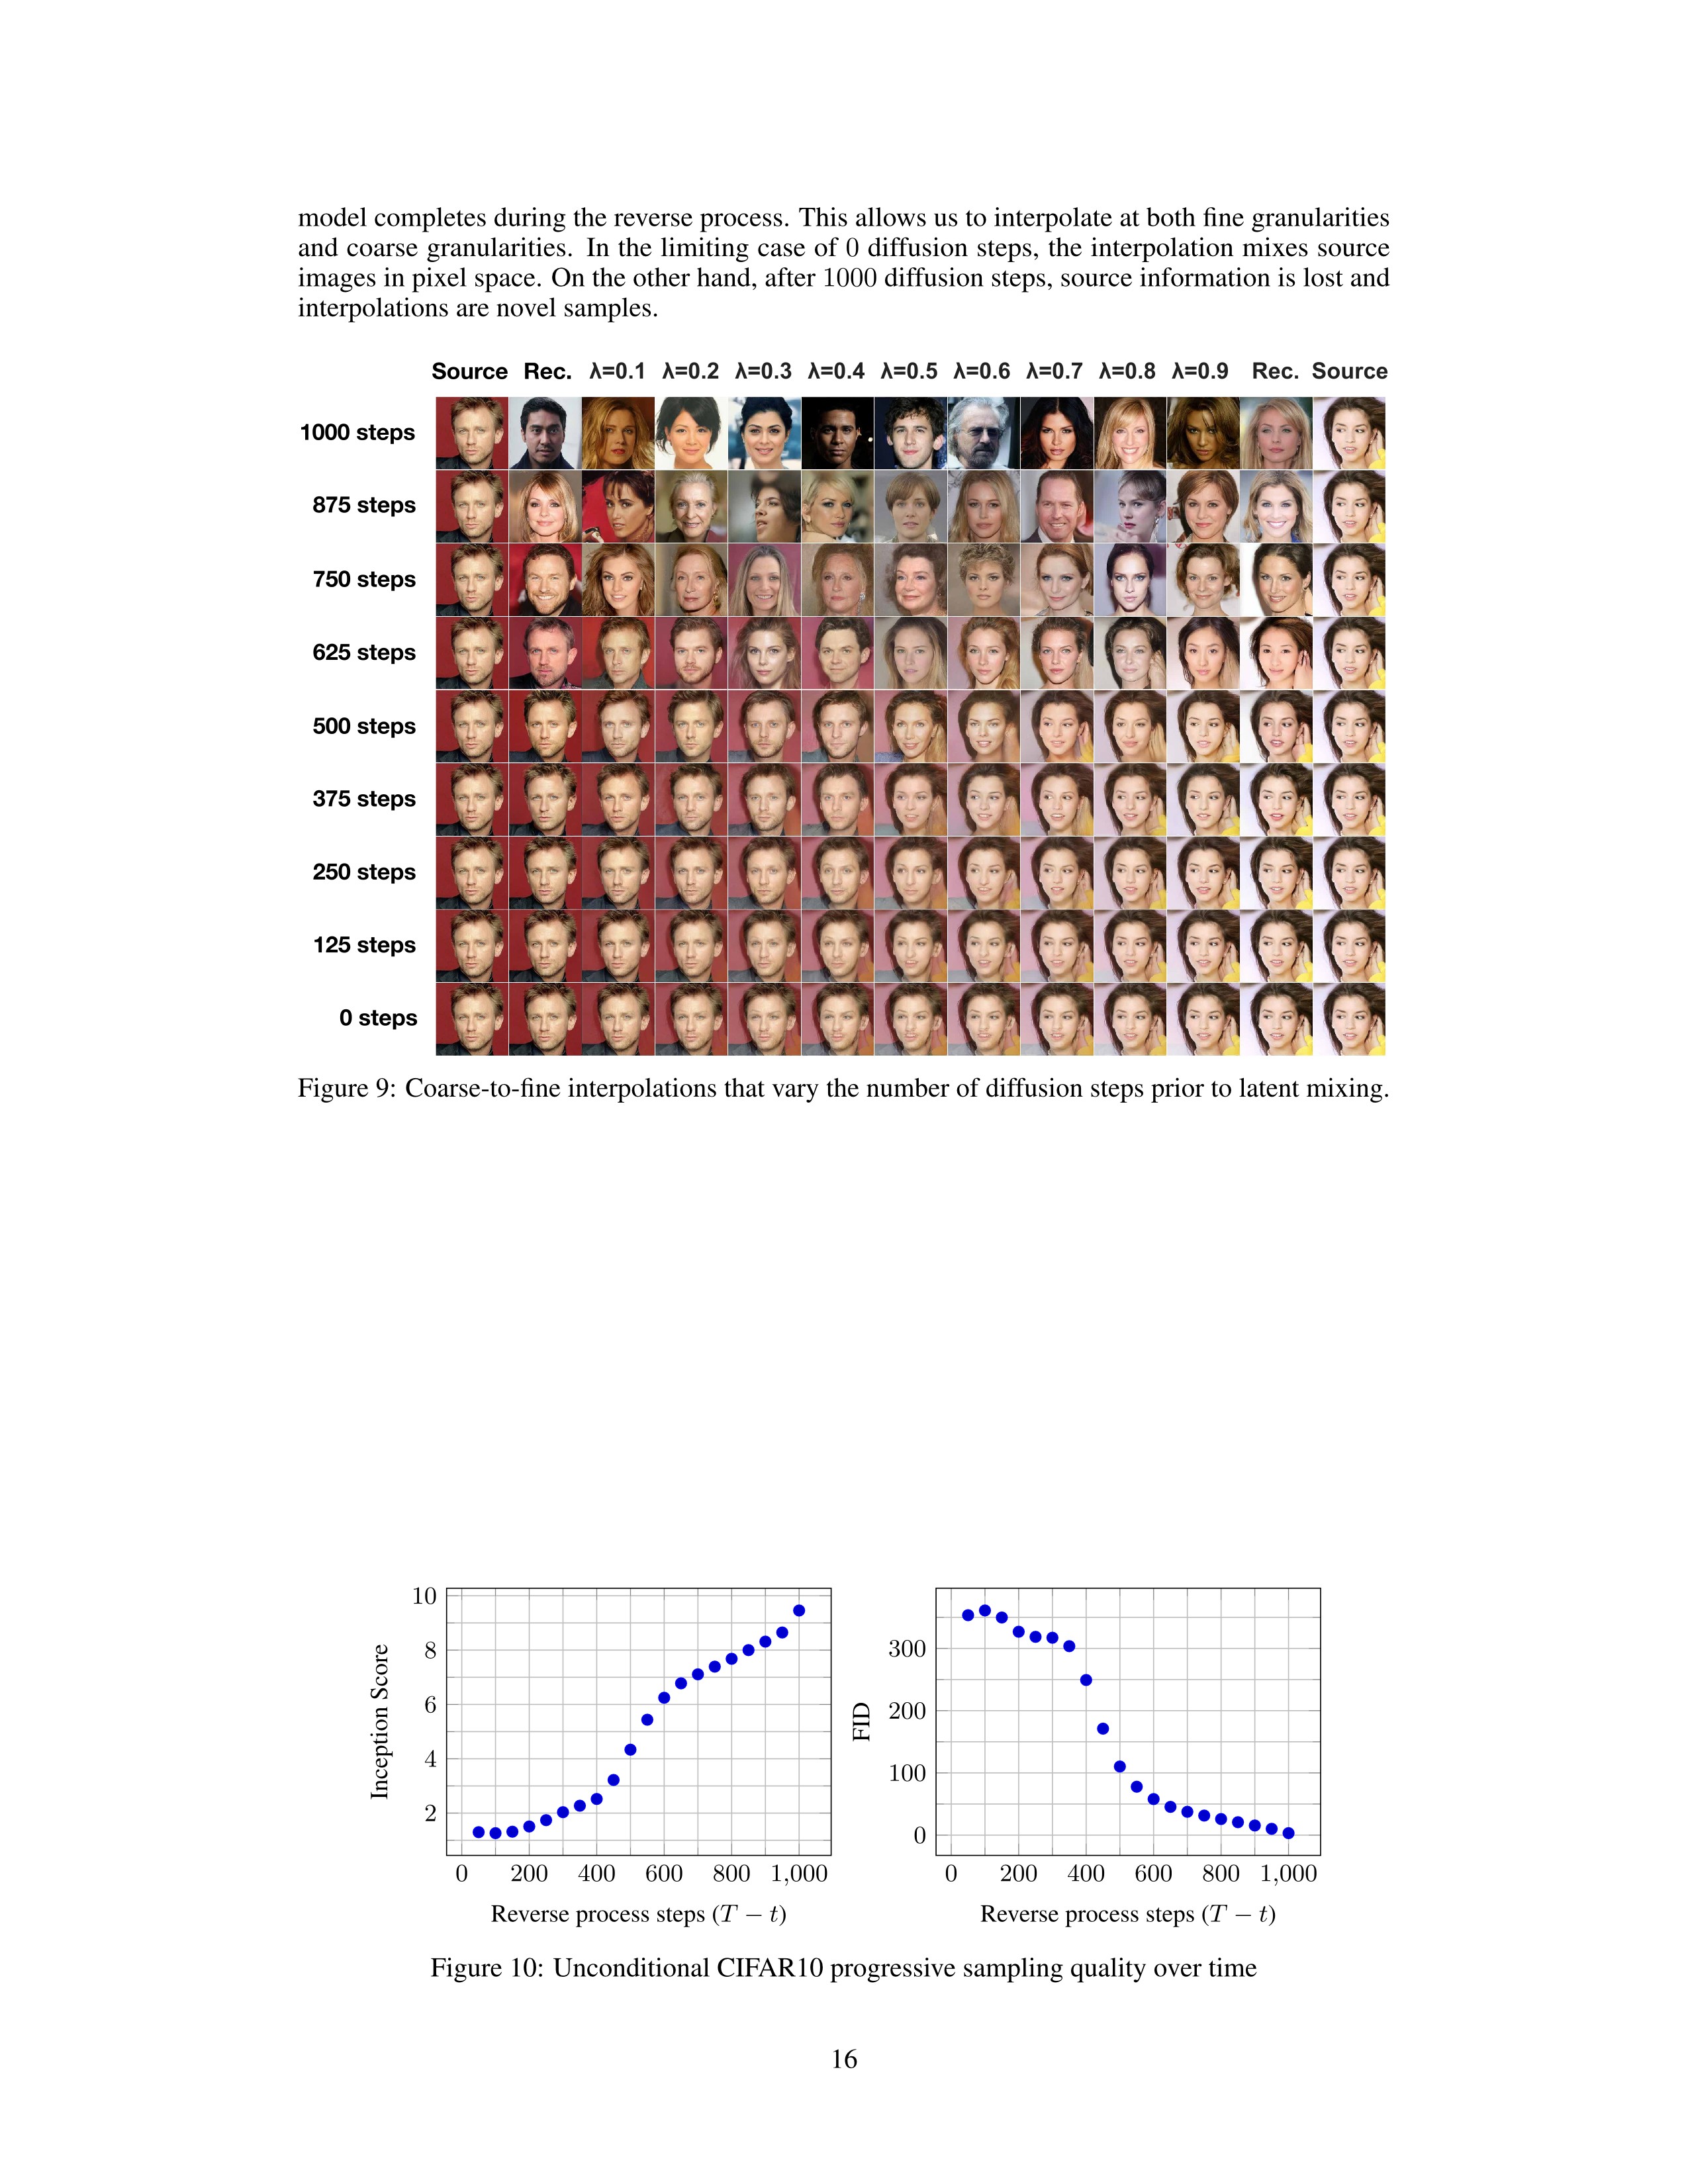 model completes during the reverse process. This allows us to interpolate at both fine granularities
and coarse granularities. In the limiting case of 0 diffusion steps, the interpolation mixes source
images in pixel space. On the other hand, after 1000 diffusion steps, source information is lost and
interpolations are novel samples.
Source Rec. λ=0.1 λ=0.2 λ=0.3 λ=0.4 λ=0.5 λ=0.6 λ=0.7 λ=0.8 λ=0.9 Rec. Source
1000 steps
875 steps
750 steps
625 steps
500 steps
375 steps
250 steps
125 steps
0 steps
Figure 9: Coarse-to-fine interpolations that vary the number of diffusion steps prior to latent mixing.
Inception Score
10
8
6
4
2
0 200 400 600 800 1,000
Reverse process steps (T − t)
FID
300
200
100
0
0 200 400 600 800 1,000
Reverse process steps (T − t)
Figure 10: Unconditional CIFAR10 progressive sampling quality over time
16